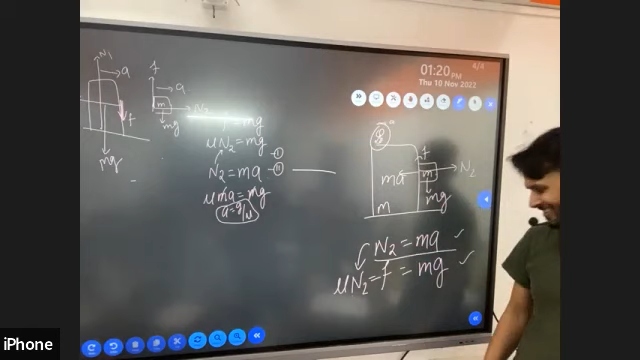 4/4
01:20 PM
Thu 10 Nov 2022
N₁
a
f
a
m
N₂
mg
f
mg
= mg
μN₂ = mg
N₂ = ma — Ⅱ
μma = mg
a = g/μ
f
ma
m
N₂
mg
m
N₂ = ma ✓
μN₂ = f = mg ✓
iPhone